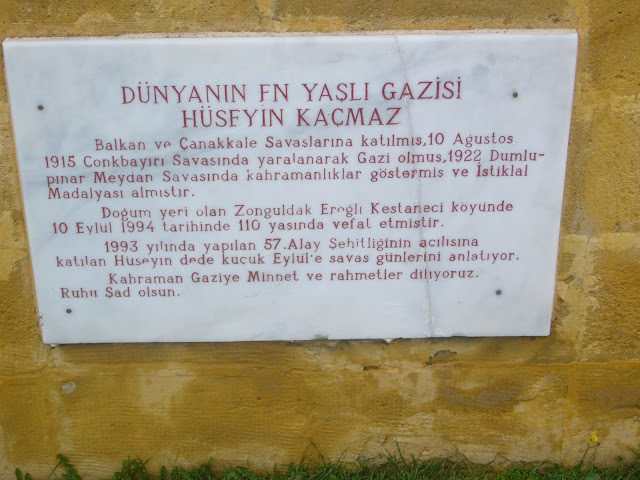 DÜNYANIN EN YAŞLI GAZİSİ
HÜSEYİN KAÇMAZ
Balkan ve Çanakkale Savaşlarına katılmış,10 Ağustos
1915 Conkbayırı Savaşında yaralanarak Gazi olmuş,1922 Dumlu-
pınar Meydan Savaşında kahramanlıklar göstermiş ve İstiklal
Madalyası almıştır.
Doğum yeri olan Zonguldak Ereğli Kestaneci köyünde
10 Eylül 1994 tarihinde 110 yaşında vefat etmiştir.
1993 yılında yapılan 57.Alay Şehitliğinin açılışına
katılan Hüseyin dede küçük Eylül'e savaş günlerini anlatıyor.
Kahraman Gaziye Minnet ve rahmetler diliyoruz.
Ruhu Şad olsun.